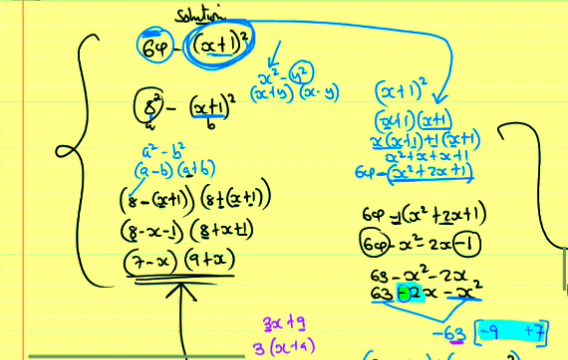 Solution
64 - (x+1)²
x² - y²
(x+y) (x-y)
8² - (x+1)²
a b
a² - b²
(a-b) (a+b)
(8-(x+1)) (8+(x+1))
(8-x-1) (8+x+1)
(7-x) (9+x)
(x+1)²
(x+1) (x+1)
x(x+1)+1(x+1)
x²+x+x+1
64-(x²+2x+1)
64-1(x²+2x+1)
64-x²-2x-1
63-x²-2x
63-2x-x²
-63 [-9 +7]
3x+9